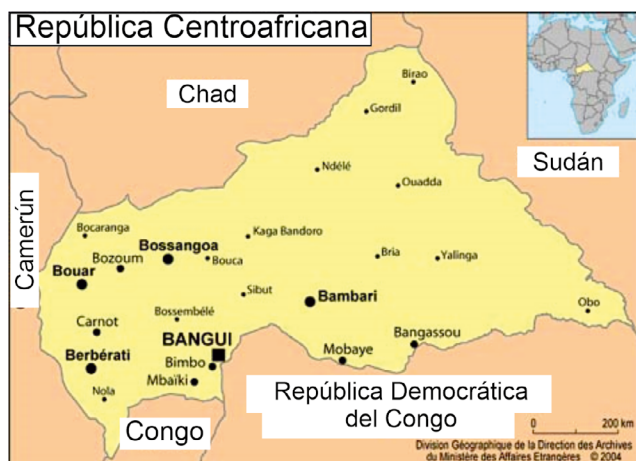 República Centroafricana
Birao
Chad
Gordil
Sudán
Ndélé
Ouadda
Camerún
Bocaranga
Kaga Bandoro
Bossangoa
Bouca
Bria
Yalinga
Bozoum
Bouar
Sibut
Bambari
Obo
Bossembélé
Carnot
BANGUI
Bangassou
Mobaye
Bimbo
Berbérati
Mbaïki
Nola
República Democrática
del Congo
Congo
0 200 km
Division Géographique de la Direction des Archives
du Ministère des Affaires Etrangères © 2004